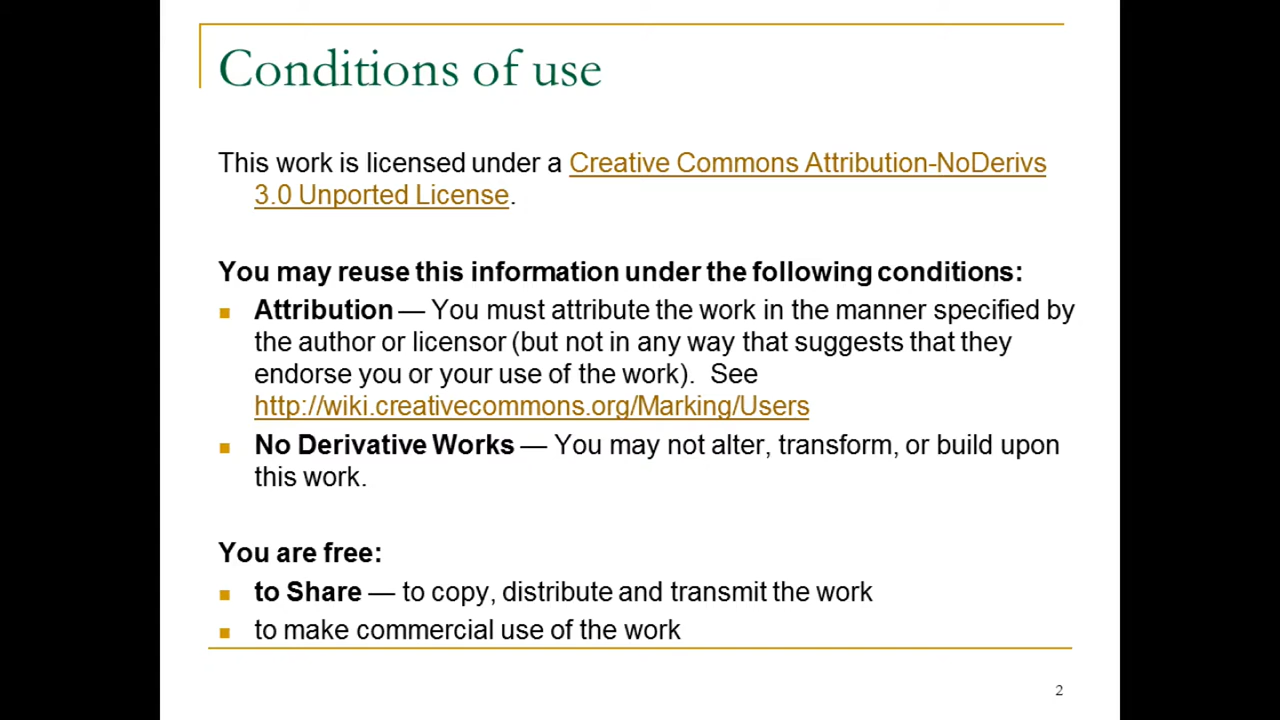 Conditions of use
This work is licensed under a Creative Commons Attribution-NoDerivs
3.0 Unported License.
You may reuse this information under the following conditions:
Attribution — You must attribute the work in the manner specified by
the author or licensor (but not in any way that suggests that they
endorse you or your use of the work).  See
http://wiki.creativecommons.org/Marking/Users
No Derivative Works — You may not alter, transform, or build upon
this work.
You are free:
to Share — to copy, distribute and transmit the work
to make commercial use of the work
2